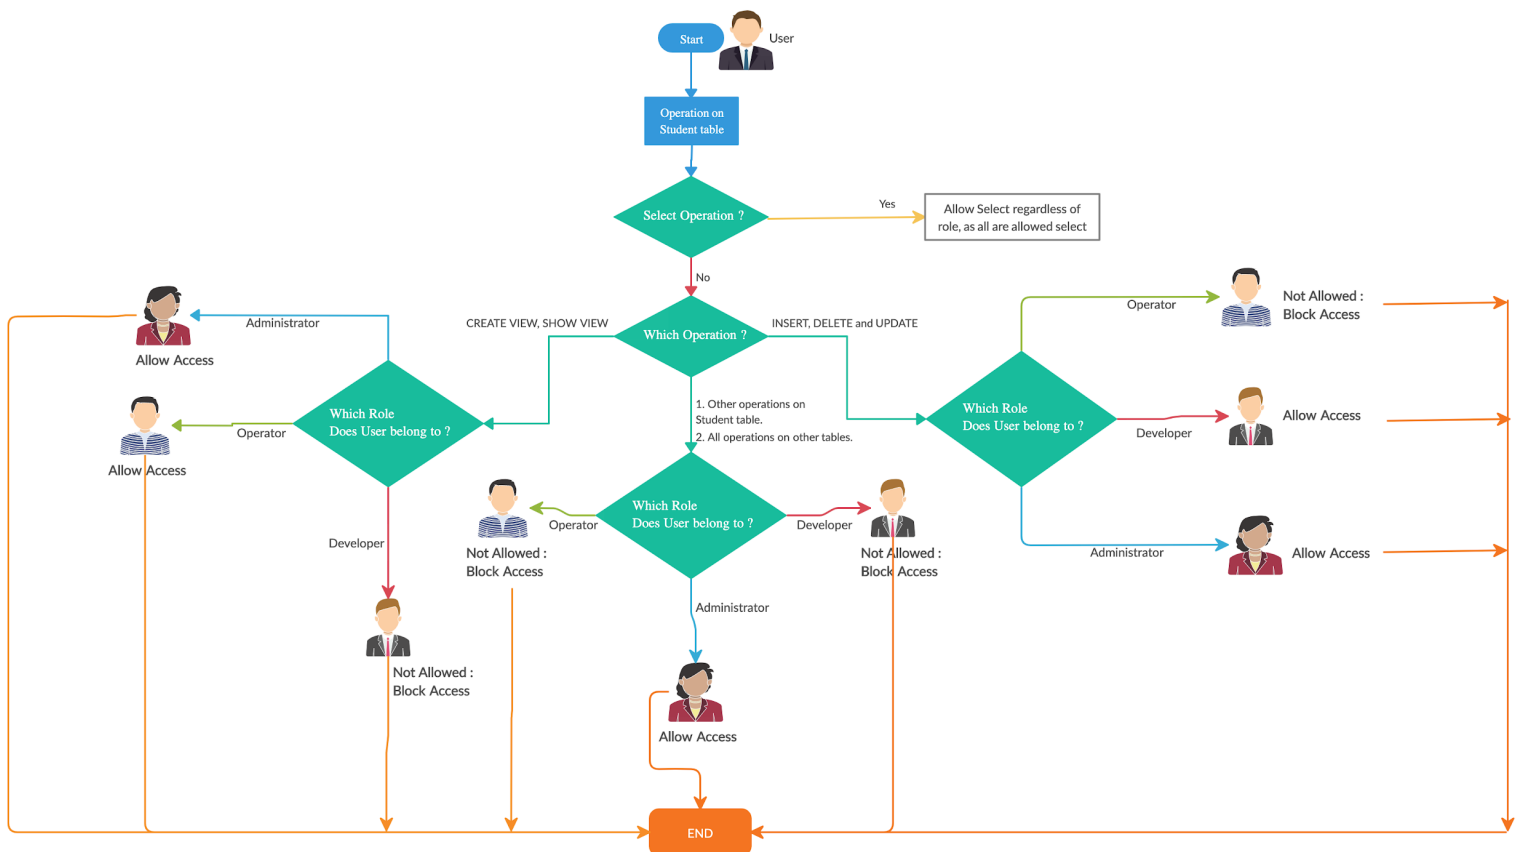 Start
User
Operation on
Student table
Select Operation ?
Yes
Allow Select regardless of
role, as all are allowed select
No
Which Operation ?
CREATE VIEW, SHOW VIEW
INSERT, DELETE and UPDATE
1. Other operations on
Student table.
2. All operations on other tables.
Administrator
Allow Access
Which Role
Does User belong to ?
Operator
Allow Access
Developer
Not Allowed :
Block Access
Which Role
Does User belong to ?
Operator
Not Allowed :
Block Access
Developer
Not Allowed :
Block Access
Administrator
Allow Access
Which Role
Does User belong to ?
Operator
Not Allowed :
Block Access
Developer
Allow Access
Administrator
Allow Access
END